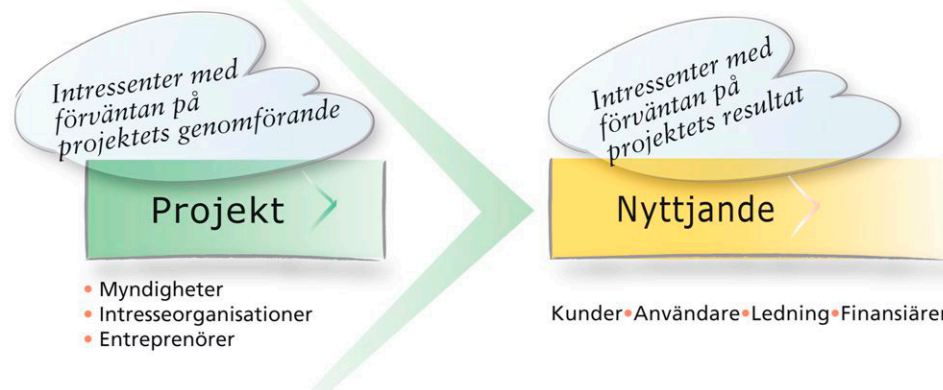 Intressenter med
förväntan på
projektets genomförande
Projekt
• Myndigheter
• Intresseorganisationer
• Entreprenörer
Intressenter med
förväntan på
projektets resultat
Nyttjande
Kunder•Användare•Ledning•Finansiärer